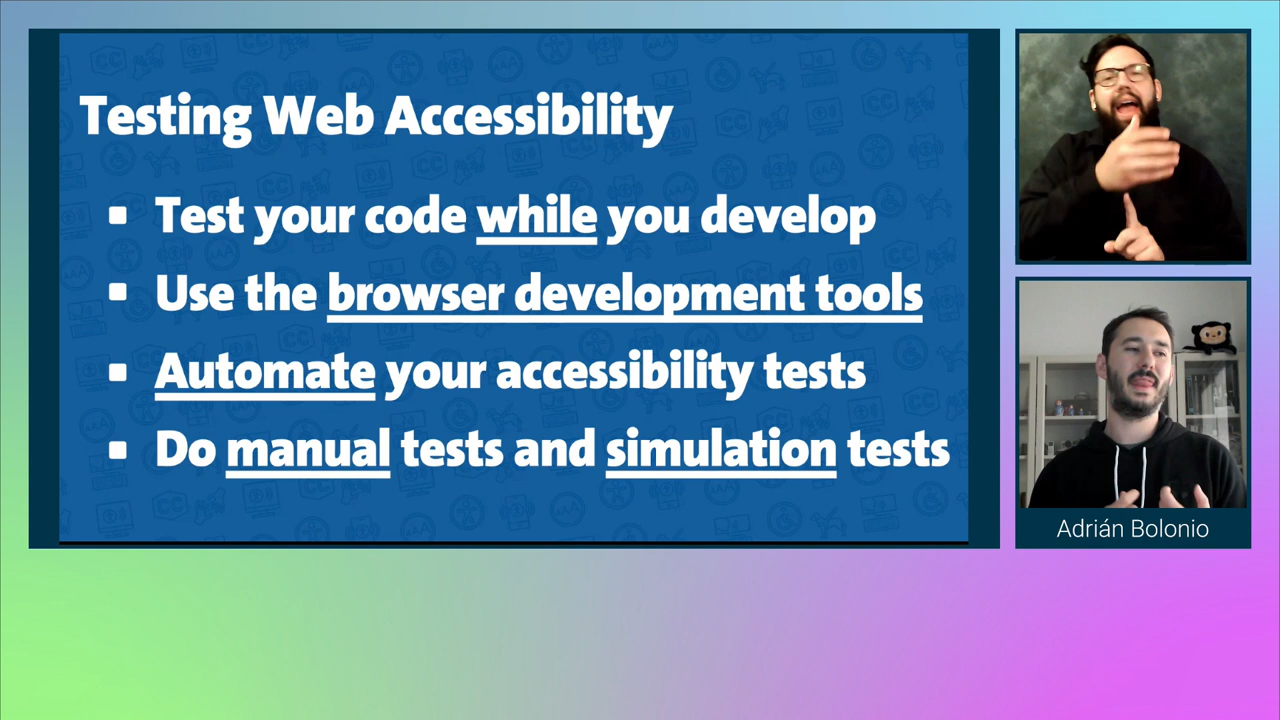 Testing Web Accessibility
▪ Test your code while you develop
▪ Use the browser development tools
▪ Automate your accessibility tests
▪ Do manual tests and simulation tests
Adrián Bolonio